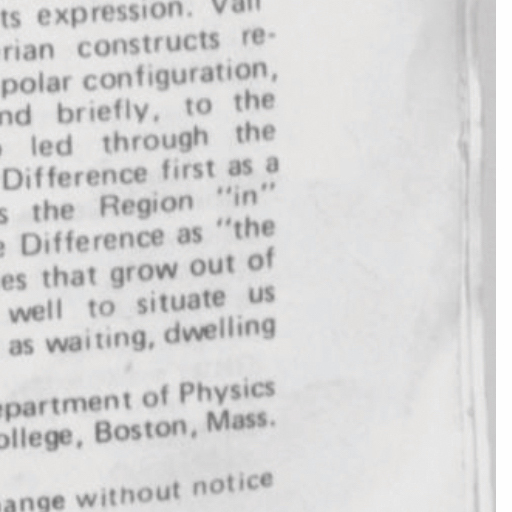 ts expression. Van
rian constructs re-
polar configuration,
nd briefly, to the
led through the
Difference first as a
s the Region "in"
e Difference as "the
es that grow out of
well to situate us
as waiting, dwelling
epartment of Physics
ollege, Boston, Mass.
ange without notice